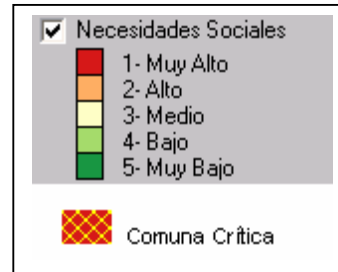 Necesidades Sociales
1- Muy Alto
2- Alto
3- Medio
4- Bajo
5- Muy Bajo
Comuna Crítica